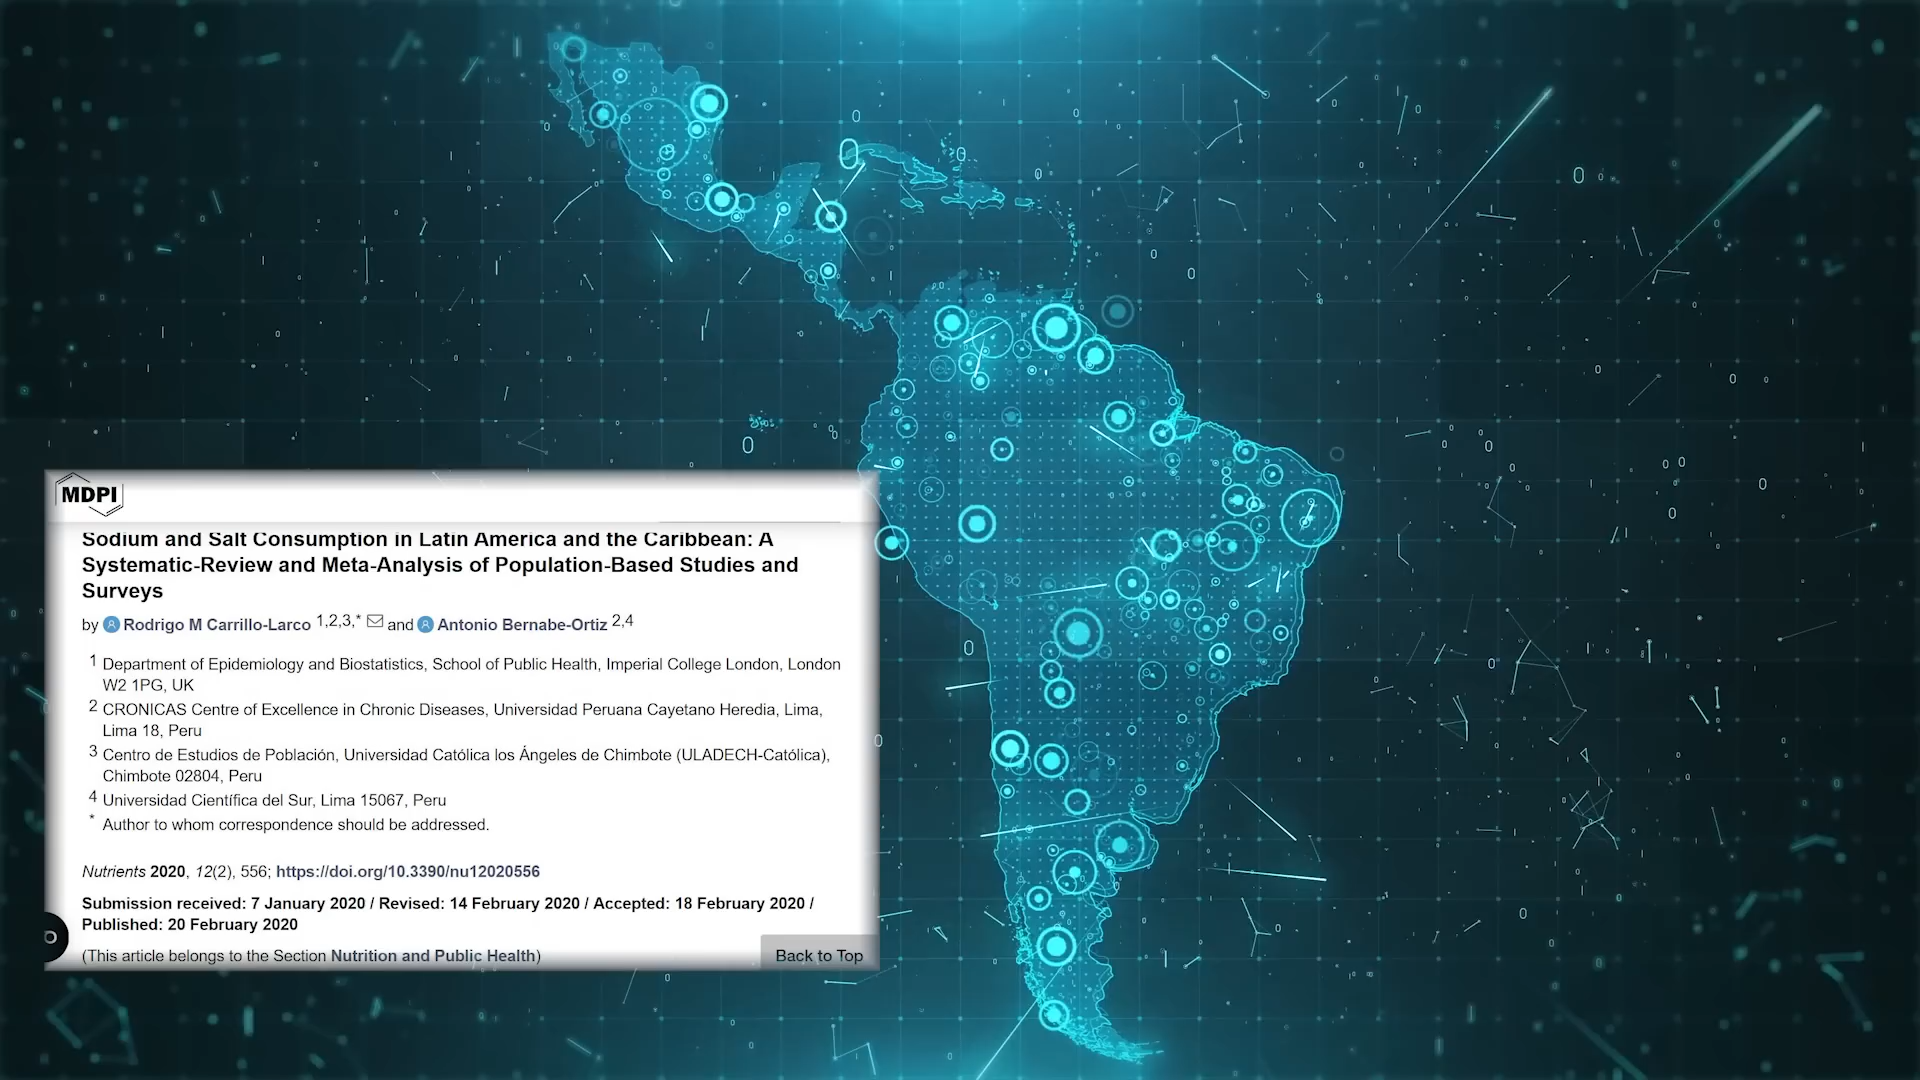 MDPI
Sodium and Salt Consumption in Latin America and the Caribbean: A
Systematic-Review and Meta-Analysis of Population-Based Studies and
Surveys
by Rodrigo M Carrillo-Larco 1,2,3,* and Antonio Bernabe-Ortiz 2,4
1 Department of Epidemiology and Biostatistics, School of Public Health, Imperial College London, London
W2 1PG, UK
2 CRONICAS Centre of Excellence in Chronic Diseases, Universidad Peruana Cayetano Heredia, Lima,
Lima 18, Peru
3 Centro de Estudios de Población, Universidad Católica los Ángeles de Chimbote (ULADECH-Católica),
Chimbote 02804, Peru
4 Universidad Científica del Sur, Lima 15067, Peru
* Author to whom correspondence should be addressed.
Nutrients 2020, 12(2), 556; https://doi.org/10.3390/nu12020556
Submission received: 7 January 2020 / Revised: 14 February 2020 / Accepted: 18 February 2020 /
Published: 20 February 2020
(This article belongs to the Section Nutrition and Public Health)
Back to Top